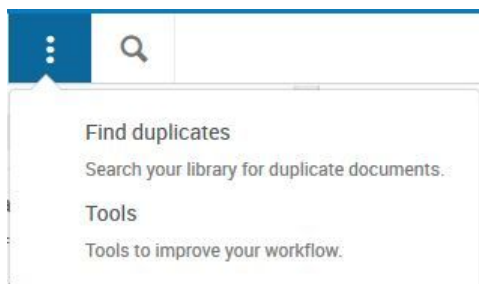 Find duplicates
Search your library for duplicate documents.
Tools
Tools to improve your workflow.